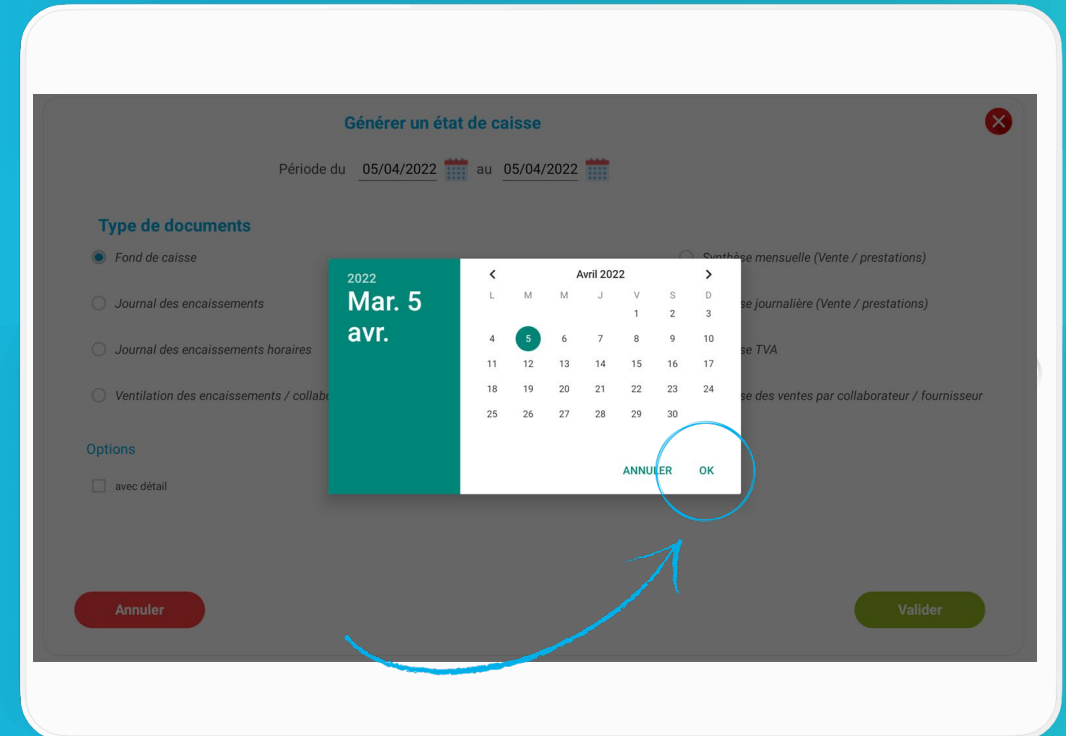 Générer un état de caisse
Période du 05/04/2022 au 05/04/2022
Type de documents
Fond de caisse
Journal des encaissements
Journal des encaissements horaires
Ventilation des encaissements /
Options
avec détail
Synthèse mensuelle (Vente / prestations)
journalière (Vente / prestations)
TVA
des ventes par collaborateur / fournisseur
2022
Mar. 5
avr.
Avril 2022
L M M J V S D
1 2 3
4 5 6 7 8 9 10
11 12 13 14 15 16 17
18 19 20 21 22 23 24
25 26 27 28 29 30
ANNULER OK
Annuler
Valider